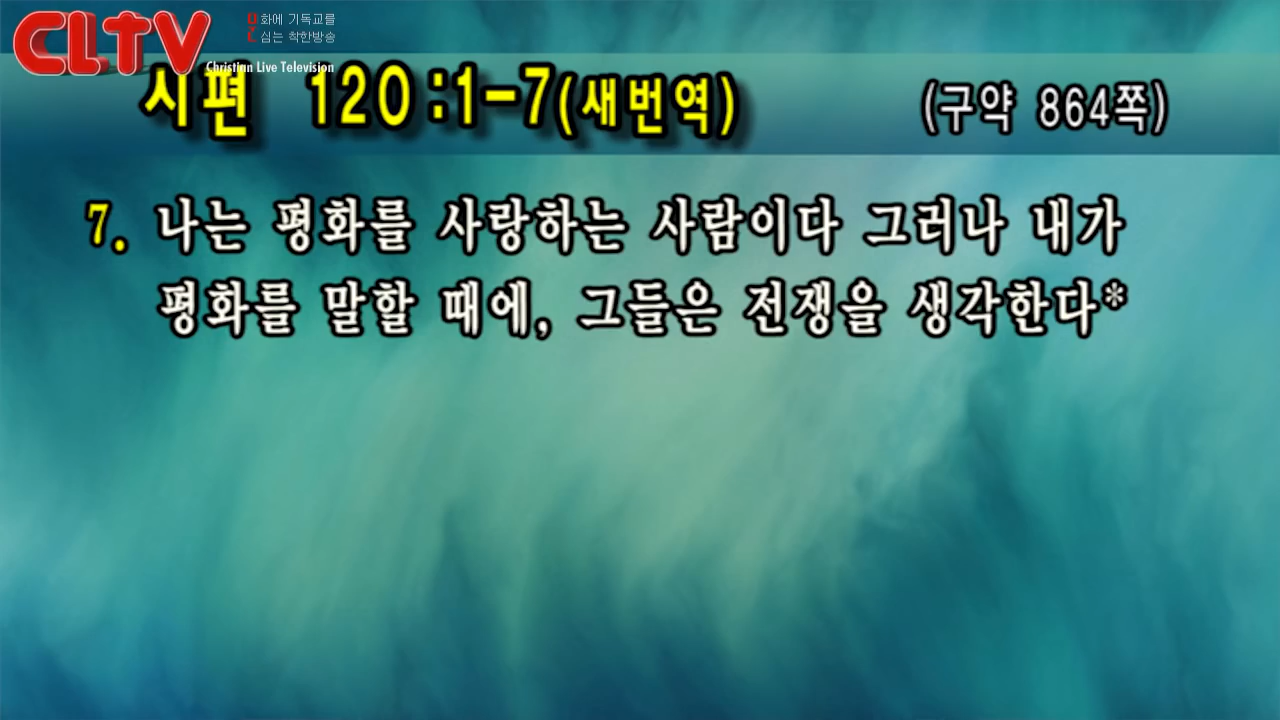 CLTV
문화에 기독교를
심는 착한방송
Christian Live Television
시편 120:1-7(새번역)
(구약 864쪽)
7. 나는 평화를 사랑하는 사람이다 그러나 내가
평화를 말할 때에, 그들은 전쟁을 생각한다*